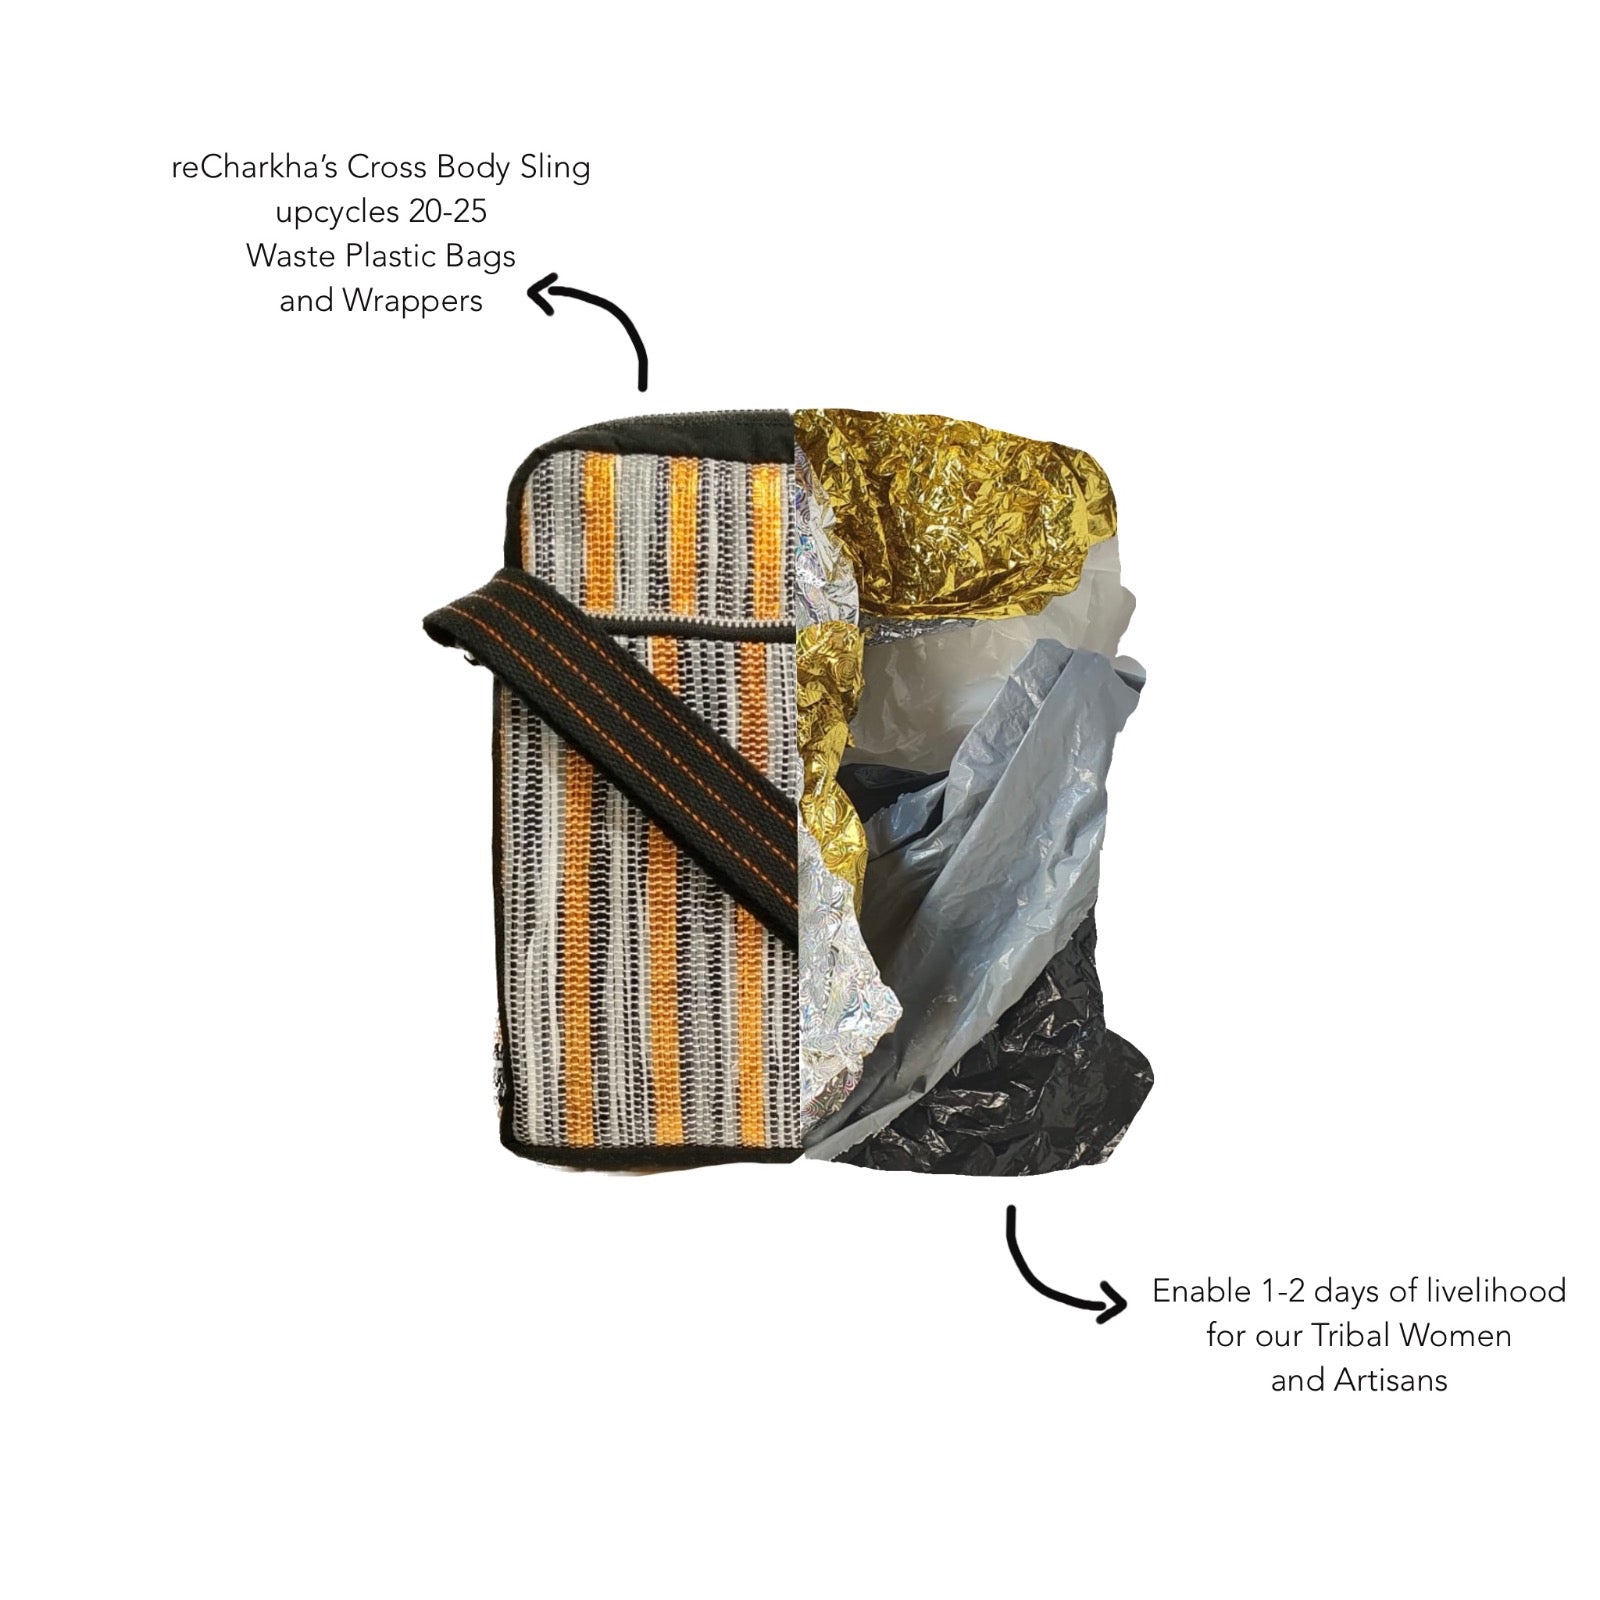 reCharkha’s Cross Body Sling
upcycles 20-25
Waste Plastic Bags
and Wrappers
Enable 1-2 days of livelihood
for our Tribal Women
and Artisans